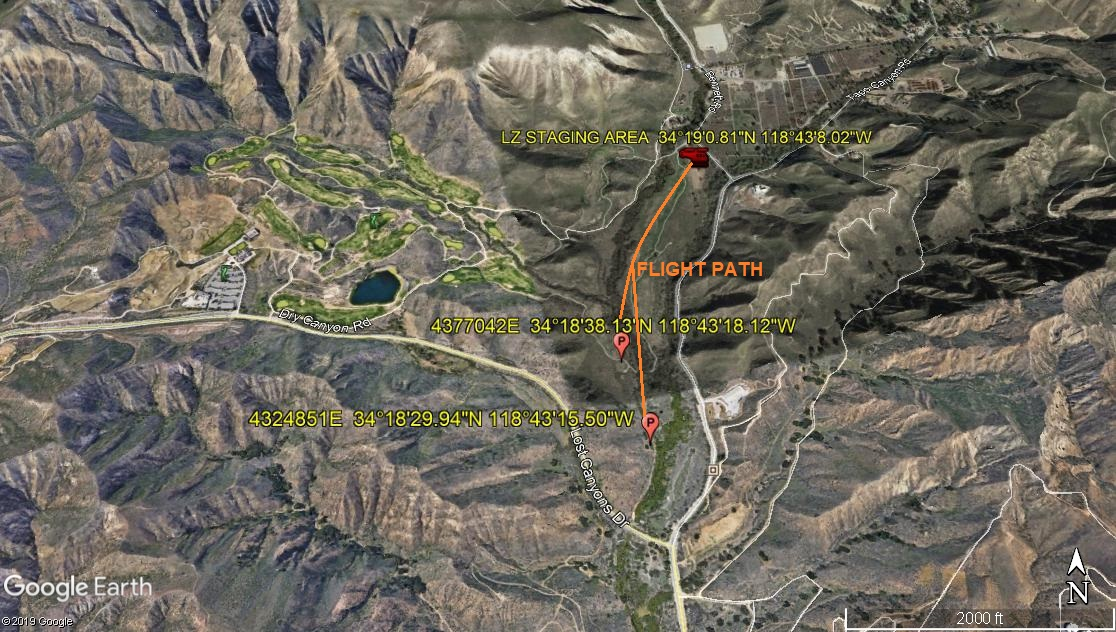 Tapo Canyon Rd
LZ STAGING AREA 34°19'0.81"N 118°43'8.02"W
FLIGHT PATH
Dry Canyon Rd
4377042E 34°18'38.13"N 118°43'18.12"W
P
4324851E 34°18'29.94"N 118°43'15.50"W
P
Lost Canyons Dr
Google Earth
N
2000 ft
©2019 Google